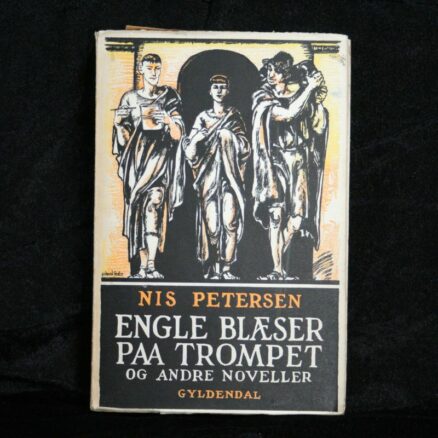 NIS PETERSEN
ENGLE BLÆSER
PAA TROMPET
OG ANDRE NOVELLER
GYLDENDAL